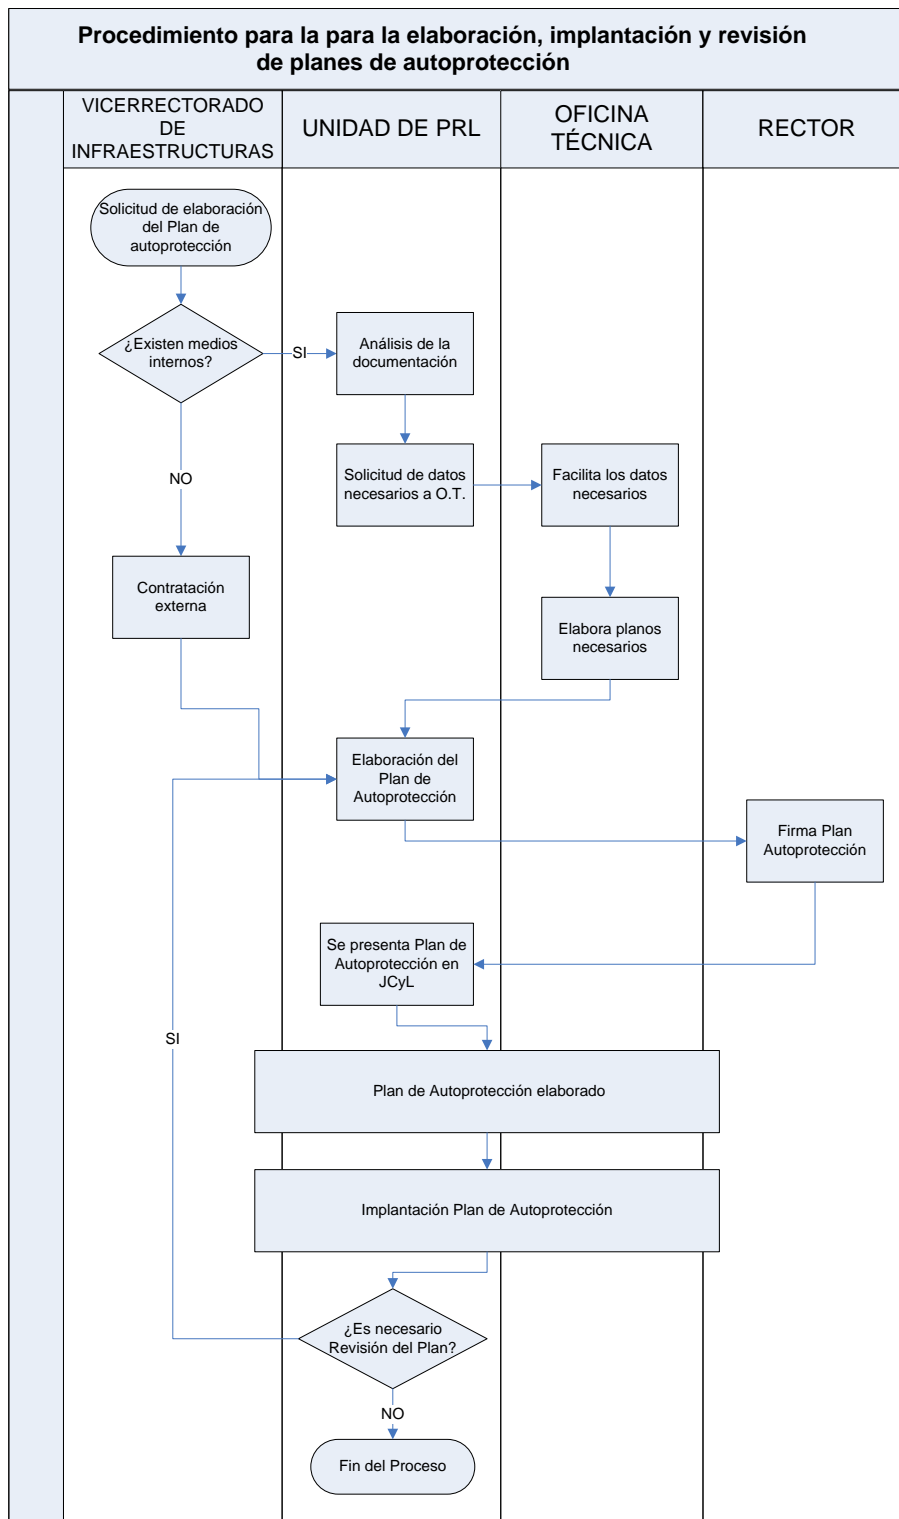 Procedimiento para la para la elaboración, implantación y revisión
de planes de autoprotección
VICERRECTORADO
DE
INFRAESTRUCTURAS
UNIDAD DE PRL
OFICINA
TÉCNICA
RECTOR
Solicitud de elaboración
del Plan de
autoprotección
¿Existen medios
internos?
SI
Análisis de la
documentación
NO
Solicitud de datos
necesarios a O.T.
Facilita los datos
necesarios
Contratación
externa
Elabora planos
necesarios
Elaboración del
Plan de
Autoprotección
Firma Plan
Autoprotección
Se presenta Plan de
Autoprotección en
JCyL
SI
Plan de Autoprotección elaborado
Implantación Plan de Autoprotección
¿Es necesario
Revisión del Plan?
NO
Fin del Proceso